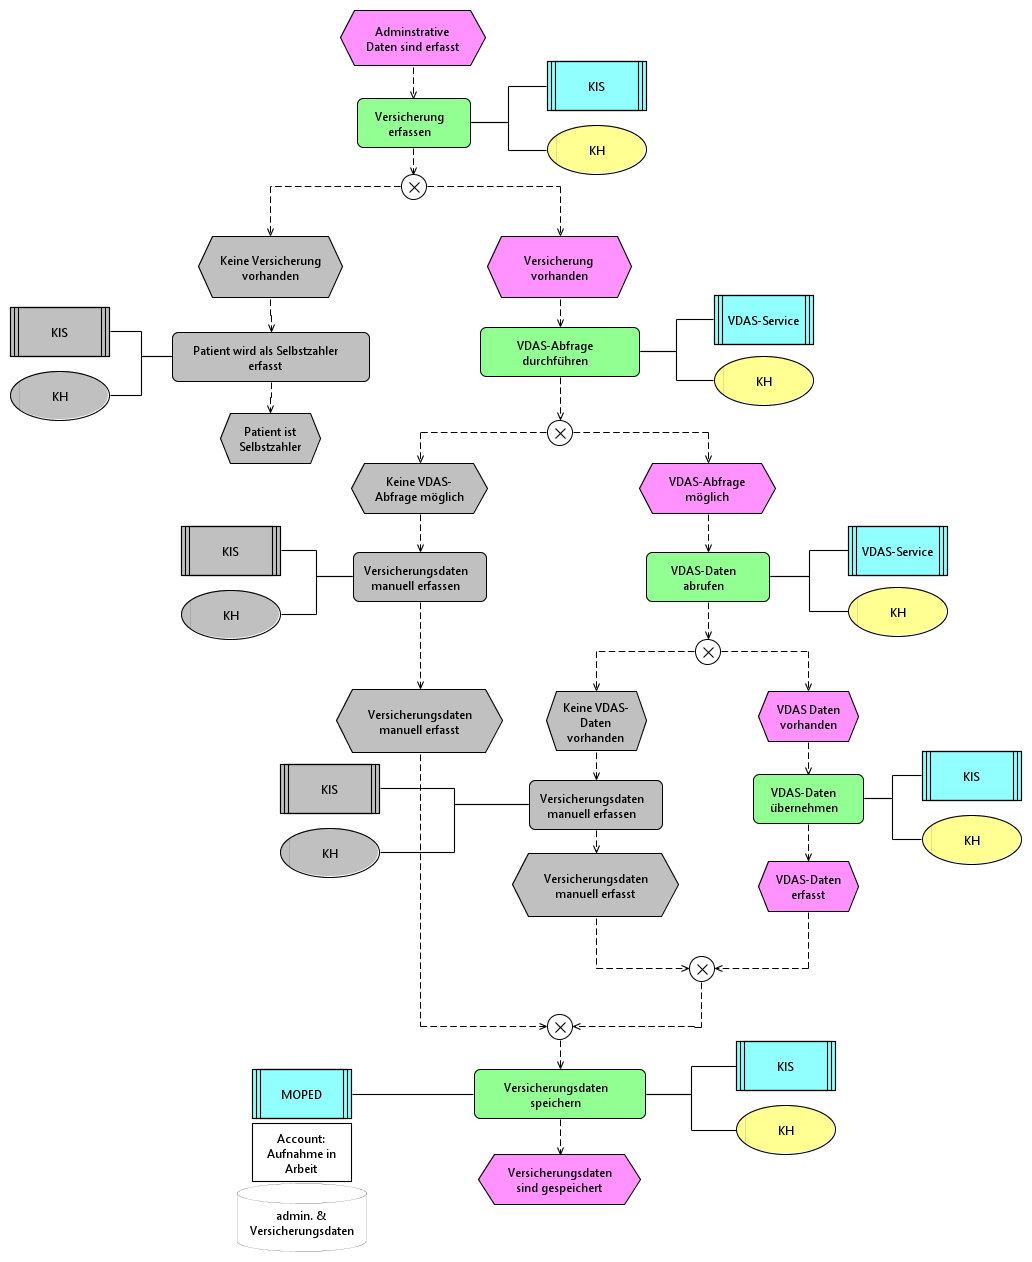 Adminstrative
Daten sind erfasst
KIS
Versicherung
erfassen
KH
Keine Versicherung
vorhanden
Versicherung
vorhanden
KIS
VDAS-Service
Patient wird als Selbstzahler
erfasst
VDAS-Abfrage
durchführen
KH
KH
Patient ist
Selbstzahler
Keine VDAS-
Abfrage möglich
VDAS-Abfrage
möglich
KIS
VDAS-Service
Versicherungsdaten
manuell erfassen
VDAS-Daten
abrufen
KH
KH
Versicherungsdaten
manuell erfasst
Keine VDAS-
Daten
vorhanden
VDAS Daten
vorhanden
KIS
KIS
Versicherungsdaten
manuell erfassen
VDAS-Daten
übernehmen
KH
KH
Versicherungsdaten
manuell erfasst
VDAS-Daten
erfasst
KIS
MOPED
Versicherungsdaten
speichern
KH
Account:
Aufnahme in
Arbeit
Versicherungsdaten
sind gespeichert
admin. &
Versicherungsdaten